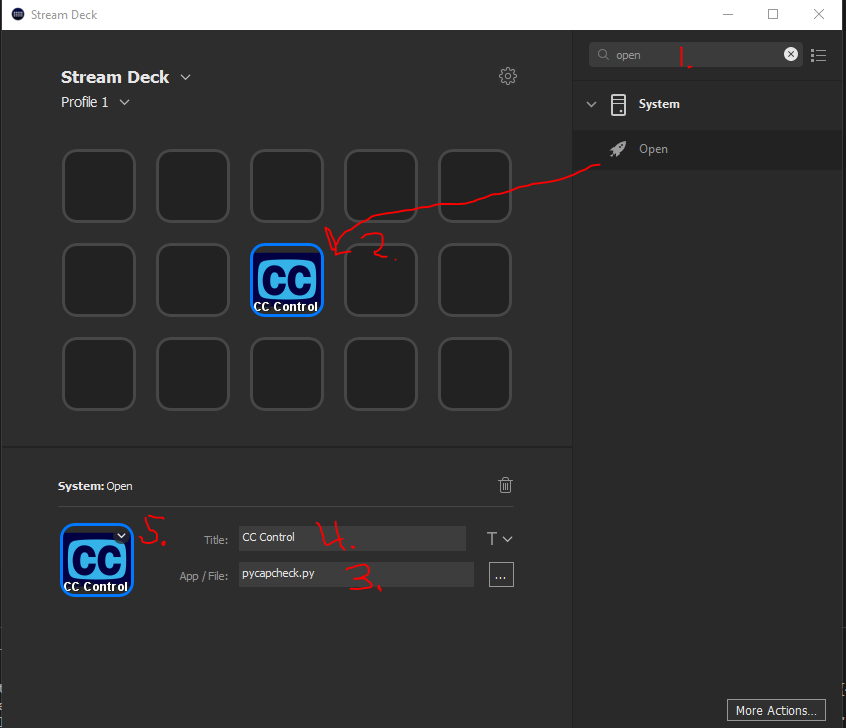 Stream Deck
Stream Deck
Profile 1
open
1.
System
Open
2.
CC
CC Control
System: Open
CC
CC Control
5.
Title:
CC Control
4.
T
App / File:
pycapcheck.py
3.
...
More Actions...